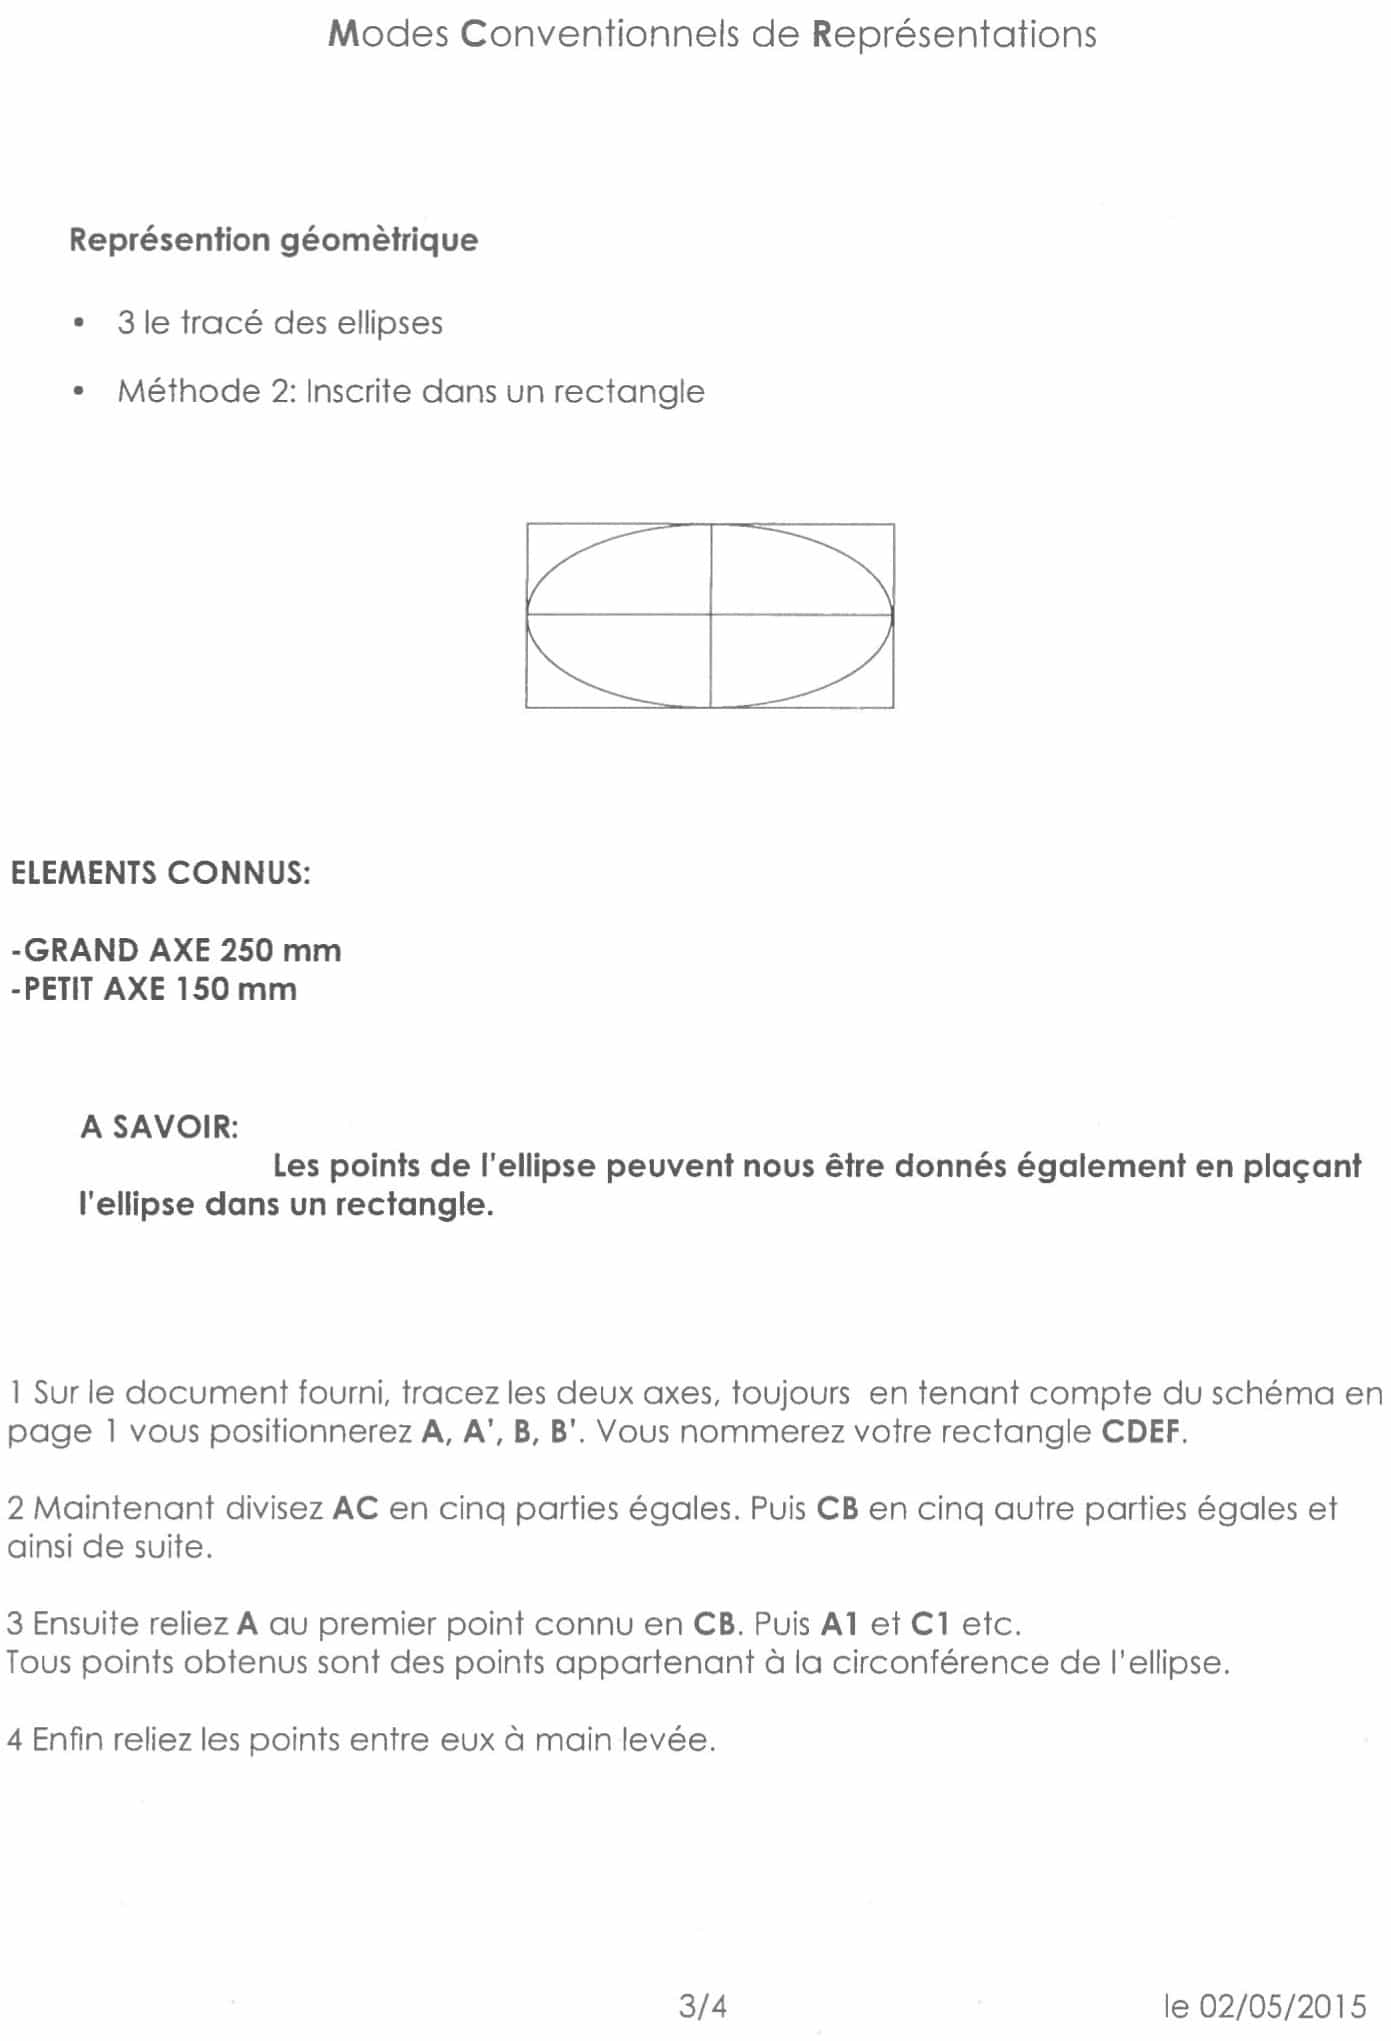 Modes Conventionnels de Représentations
Représention géomètrique
• 3 le tracé des ellipses
• Méthode 2: Inscrite dans un rectangle
ELEMENTS CONNUS:
-GRAND AXE 250 mm
-PETIT AXE 150 mm
A SAVOIR:
Les points de l'ellipse peuvent nous être donnés également en plaçant
l'ellipse dans un rectangle.
1 Sur le document fourni, tracez les deux axes, toujours en tenant compte du schéma en
page 1 vous positionnerez A, A', B, B'. Vous nommerez votre rectangle CDEF.
2 Maintenant divisez AC en cinq parties égales. Puis CB en cinq autre parties égales et
ainsi de suite.
3 Ensuite reliez A au premier point connu en CB. Puis A1 et C1 etc.
Tous points obtenus sont des points appartenant à la circonférence de l'ellipse.
4 Enfin reliez les points entre eux à main levée.
3/4
le 02/05/2015